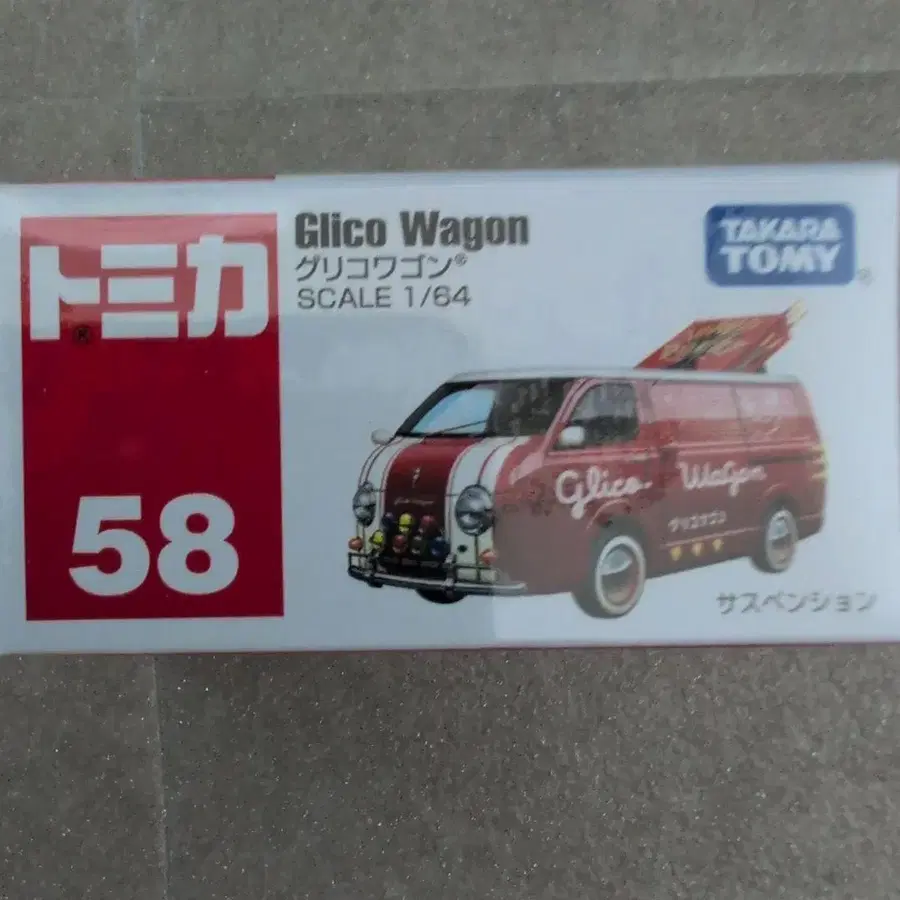 トミカ®
58
Glico Wagon
グリコワゴン®
SCALE 1/64
TAKARA
TOMY®
Glico Wagon
グリコワゴン
サスペンション